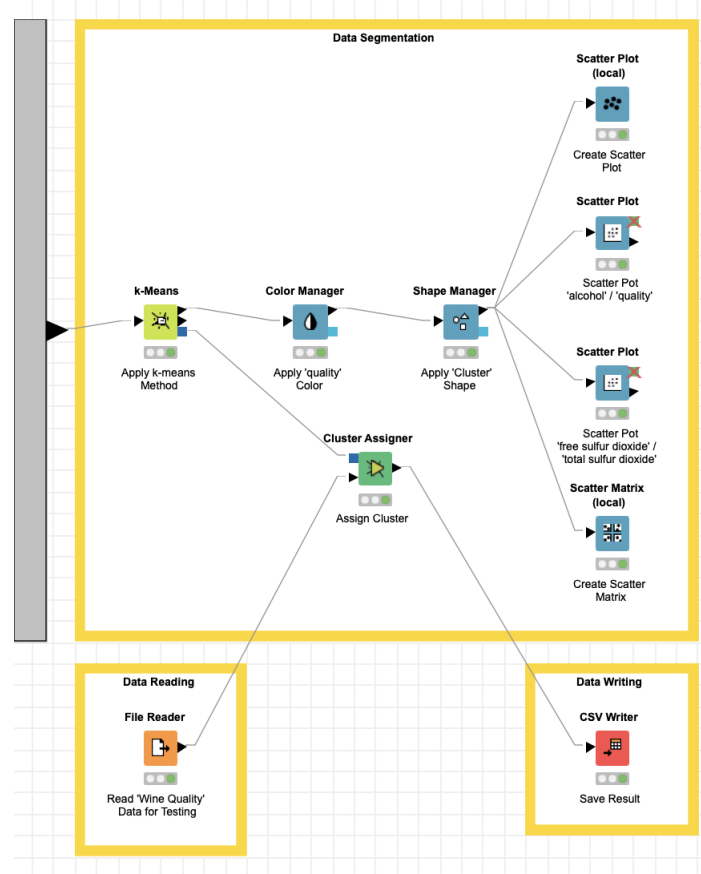 Data Segmentation
Scatter Plot
(local)
Create Scatter
Plot
Scatter Plot
Scatter Pot
'alcohol' / 'quality'
k-Means
Apply k-means
Method
Color Manager
Apply 'quality'
Color
Shape Manager
Apply 'Cluster'
Shape
Scatter Plot
Scatter Pot
'free sulfur dioxide' /
'total sulfur dioxide'
Cluster Assigner
Assign Cluster
Scatter Matrix
(local)
Create Scatter
Matrix
Data Reading
File Reader
Read 'Wine Quality'
Data for Testing
Data Writing
CSV Writer
Save Result